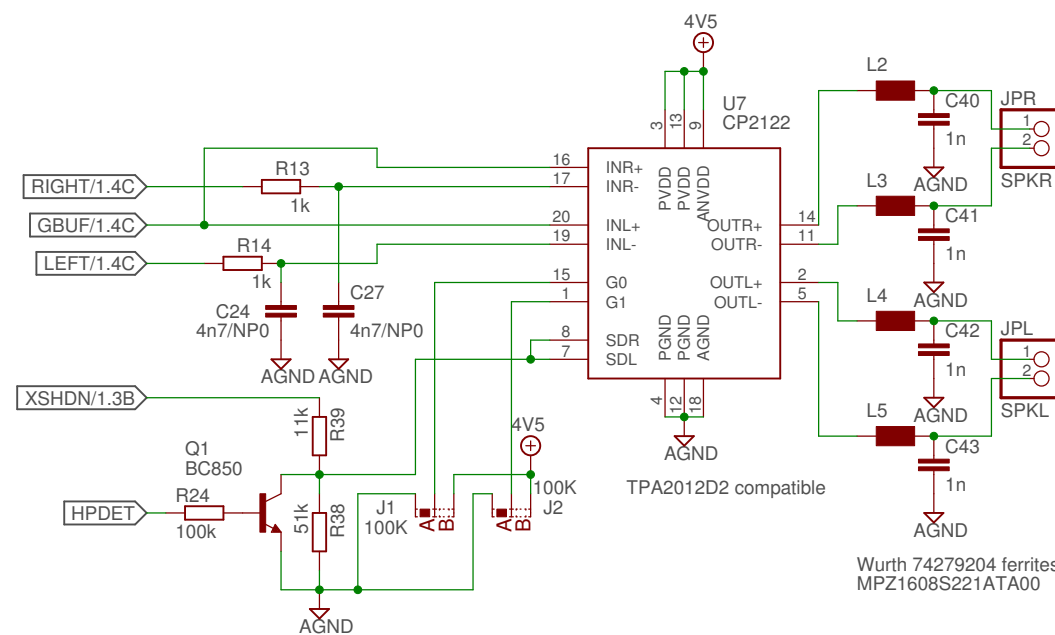 4V5
L2
C40
1n
JPR
1
2
SPKR
AGND
U7
CP2122
3
13
9
16
17
20
19
15
1
8
7
INR+
INR-
INL+
INL-
G0
G1
SDR
SDL
PVDD
PVDD
ANVDD
OUTR+
OUTR-
OUTL+
OUTL-
14
11
2
5
PGND
PGND
AGND
4
12
18
AGND
RIGHT/1.4C
GBUF/1.4C
LEFT/1.4C
R13
1k
R14
1k
C24
4n7/NP0
C27
4n7/NP0
AGND
AGND
L3
C41
1n
AGND
L4
C42
1n
JPL
1
2
SPKL
AGND
L5
C43
1n
AGND
XSHDN/1.3B
11k
R39
Q1
BC850
HPDET
R24
100k
51k
R38
AGND
J1
100K
A
B
4V5
100K
J2
A
B
TPA2012D2 compatible
Wurth 74279204 ferrites
MPZ1608S221ATA00